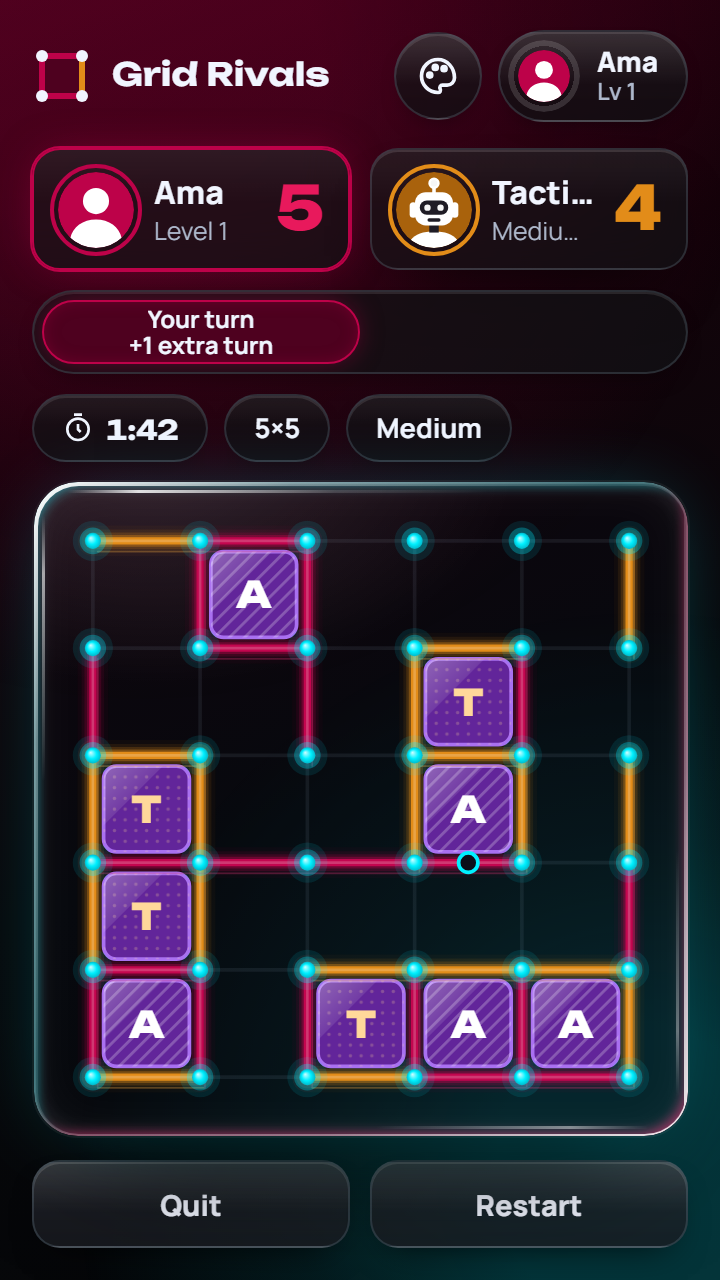 Grid Rivals
Ama
Lv 1
Ama
Level 1
5
Tacti...
Mediu...
4
Your turn
+1 extra turn
1:42
5×5
Medium
A
T
T
A
T
A
T
A
A
Quit
Restart